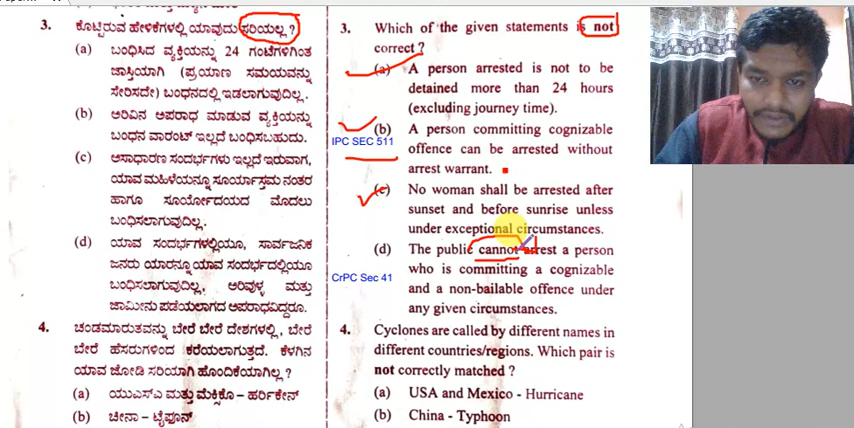 3. ಕೊಟ್ಟಿರುವ ಹೇಳಿಕೆಗಳಲ್ಲಿ ಯಾವುದು ಸರಿಯಲ್ಲ ?
(a) ಬಂಧಿಸಿದ ವ್ಯಕ್ತಿಯನ್ನು 24 ಗಂಟೆಗಳಿಗಿಂತ
ಜಾಸ್ತಿಯಾಗಿ (ಪ್ರಯಾಣ ಸಮಯವನ್ನು
ಸೇರಿಸದೇ) ಬಂಧನದಲ್ಲಿ ಇಡಲಾಗುವುದಿಲ್ಲ.
(b) ಅರಿವಿನ ಅಪರಾಧ ಮಾಡುವ ವ್ಯಕ್ತಿಯನ್ನು
ಬಂಧನ ವಾರಂಟ್ ಇಲ್ಲದೆ ಬಂಧಿಸಬಹುದು.
(c) ಅಸಾಧಾರಣ ಸಂದರ್ಭಗಳು ಇಲ್ಲದೆ ಇರುವಾಗ,
ಯಾವ ಮಹಿಳೆಯನ್ನೂ ಸೂರ್ಯಾಸ್ತಮ ನಂತರ
ಹಾಗೂ ಸೂರ್ಯೋದಯದ ಮೊದಲು
ಬಂಧಿಸಲಾಗುವುದಿಲ್ಲ.
(d) ಯಾವ ಸಂದರ್ಭಗಳಲ್ಲಿಯೂ, ಸಾರ್ವಜನಿಕ
ಜನರು ಯಾರನ್ನೂ ಯಾವ ಸಂದರ್ಭದಲ್ಲಿಯೂ
ಬಂಧಿಸಲಾಗುವುದಿಲ್ಲ, ಅರಿವುಳ್ಳ ಮತ್ತು
ಜಾಮೀನು ಪಡೆಯಲಾಗದ ಅಪರಾಧವಿದ್ದರೂ.
4. ಚಂಡಮಾರುತವನ್ನು ಬೇರೆ ಬೇರೆ ದೇಶಗಳಲ್ಲಿ, ಬೇರೆ
ಬೇರೆ ಹೆಸರುಗಳಿಂದ ಕರೆಯಲಾಗುತ್ತದೆ. ಕೆಳಗಿನ
ಯಾವ ಜೋಡಿ ಸರಿಯಾಗಿ ಹೊಂದಿಕೆಯಾಗಿಲ್ಲ ?
(a) ಯುಎಸ್ಎ ಮತ್ತು ಮೆಕ್ಸಿಕೊ – ಹರ್ರಿಕೇನ್
(b) ಚೀನಾ – ಟೈಫೂನ್
3. Which of the given statements is not
correct ?
(a) A person arrested is not to be
detained more than 24 hours
(excluding journey time).
(b) A person committing cognizable
IPC SEC 511 offence can be arrested without
arrest warrant.
(c) No woman shall be arrested after
sunset and before sunrise unless
under exceptional circumstances.
(d) The public cannot arrest a person
who is committing a cognizable
CrPC Sec 41
and a non-bailable offence under
any given circumstances.
4. Cyclones are called by different names in
different countries/regions. Which pair is
not correctly matched ?
(a) USA and Mexico - Hurricane
(b) China - Typhoon